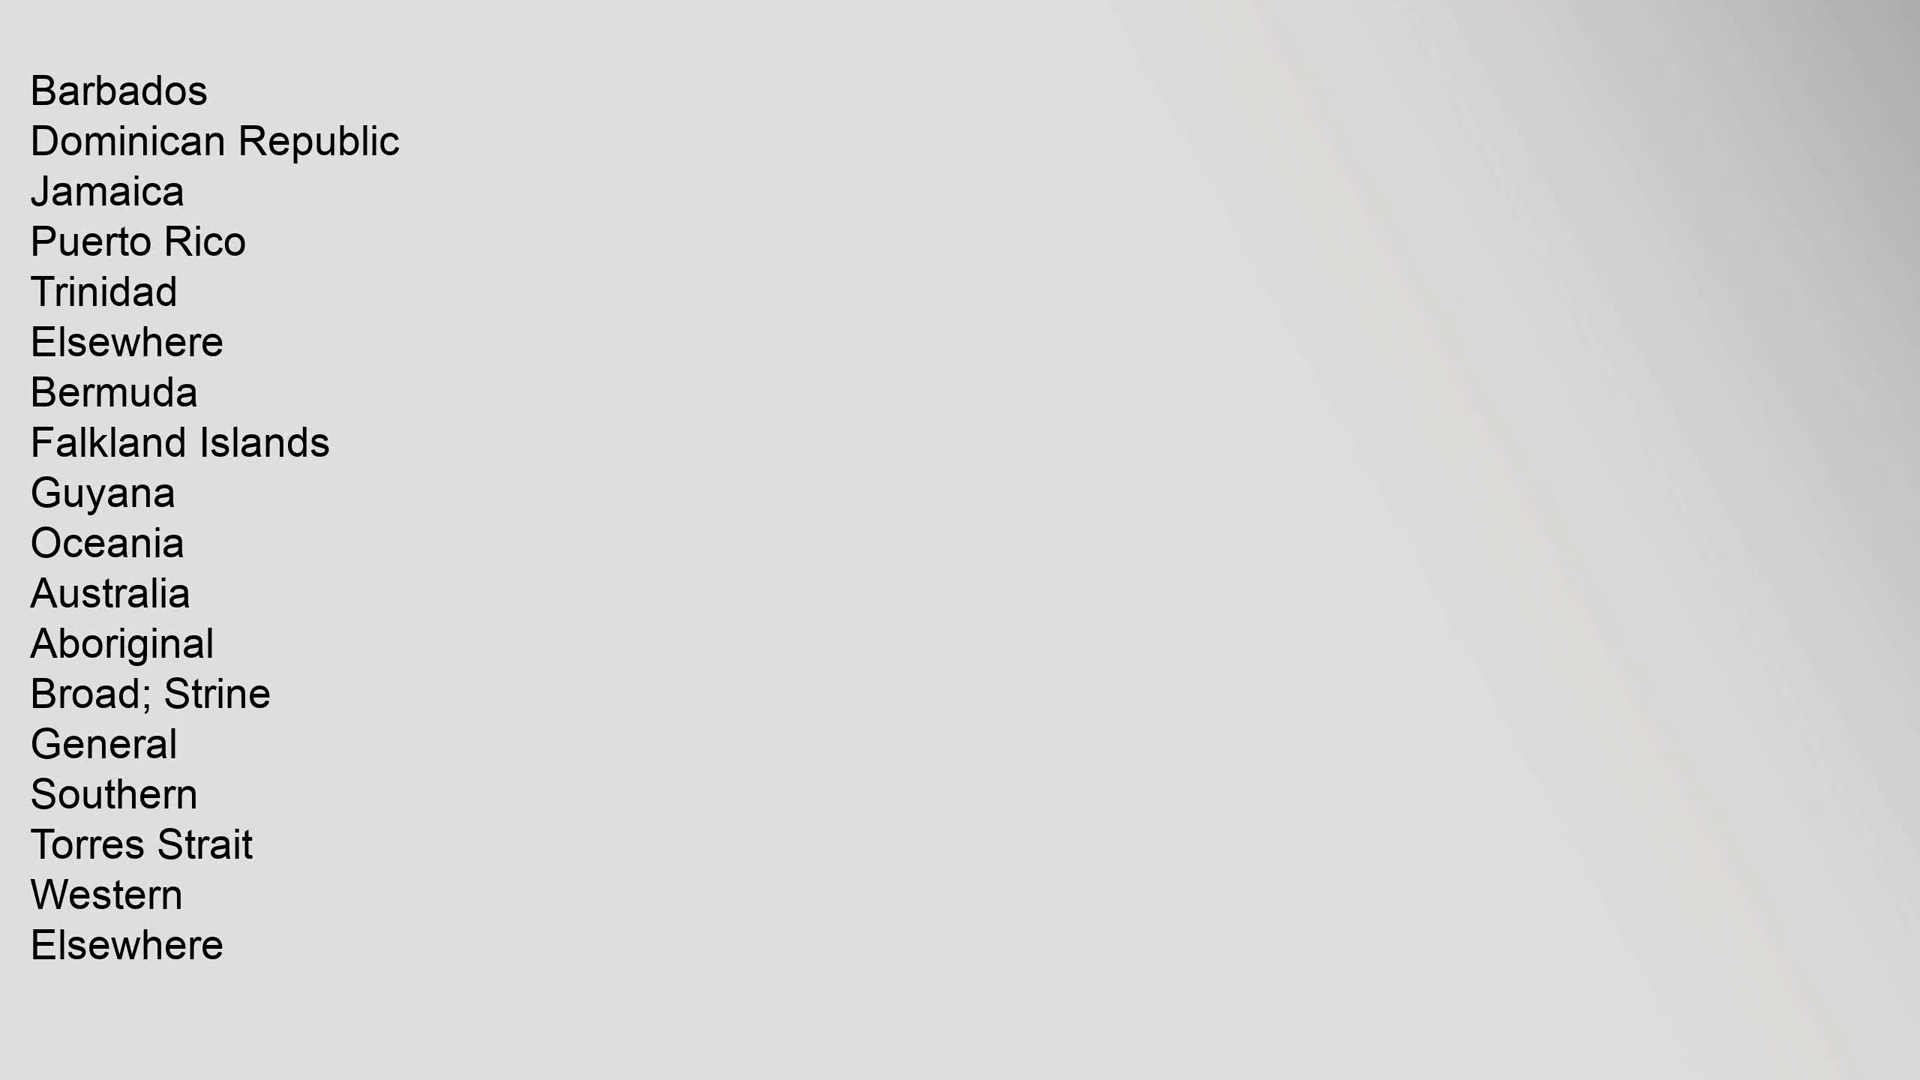 Barbados
Dominican Republic
Jamaica
Puerto Rico
Trinidad
Elsewhere
Bermuda
Falkland Islands
Guyana
Oceania
Australia
Aboriginal
Broad; Strine
General
Southern
Torres Strait
Western
Elsewhere